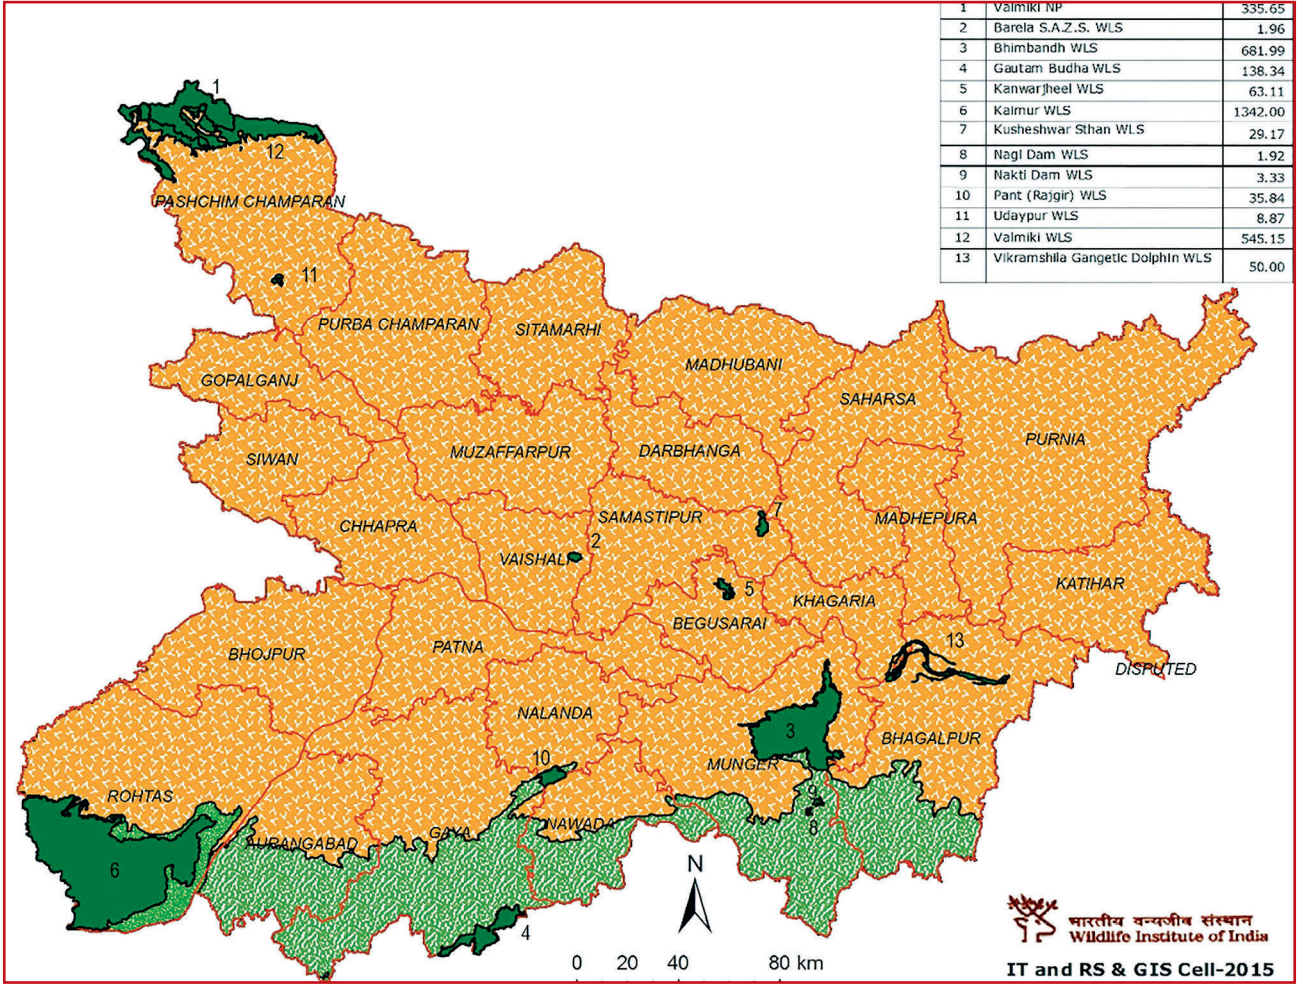 1 Valmiki NP 335.65
2 Barela S.A.Z.S. WLS 1.96
3 Bhimbandh WLS 681.99
4 Gautam Budha WLS 138.34
5 Kanwarjheel WLS 63.11
6 Kaimur WLS 1342.00
7 Kusheshwar Sthan WLS 29.17
8 Nagi Dam WLS 1.92
9 Nakti Dam WLS 3.33
10 Pant (Rajgir) WLS 35.84
11 Udaypur WLS 8.87
12 Valmiki WLS 545.15
13 Vikramshila Gangetic Dolphin WLS 50.00
1
12
PASHCHIM CHAMPARAN
11
PURBA CHAMPARAN
SITAMARHI
MADHUBANI
GOPALGANJ
SAHARSA
PURNIA
SIWAN
MUZAFFARPUR
DARBHANGA
CHHAPRA
SAMASTIPUR
7
MADHEPURA
VAISHALI
2
5
KHAGARIA
KATIHAR
BEGUSARAI
BHOJPUR
PATNA
13
DISPUTED
NALANDA
3
BHAGALPUR
10
MUNGER
ROHTAS
9
8
AURANGABAD
GAYA
NAWADA
6
N
4
0 20 40 80 km
भारतीय वन्यजीव संस्थान
Wildlife Institute of India
IT and RS & GIS Cell-2015